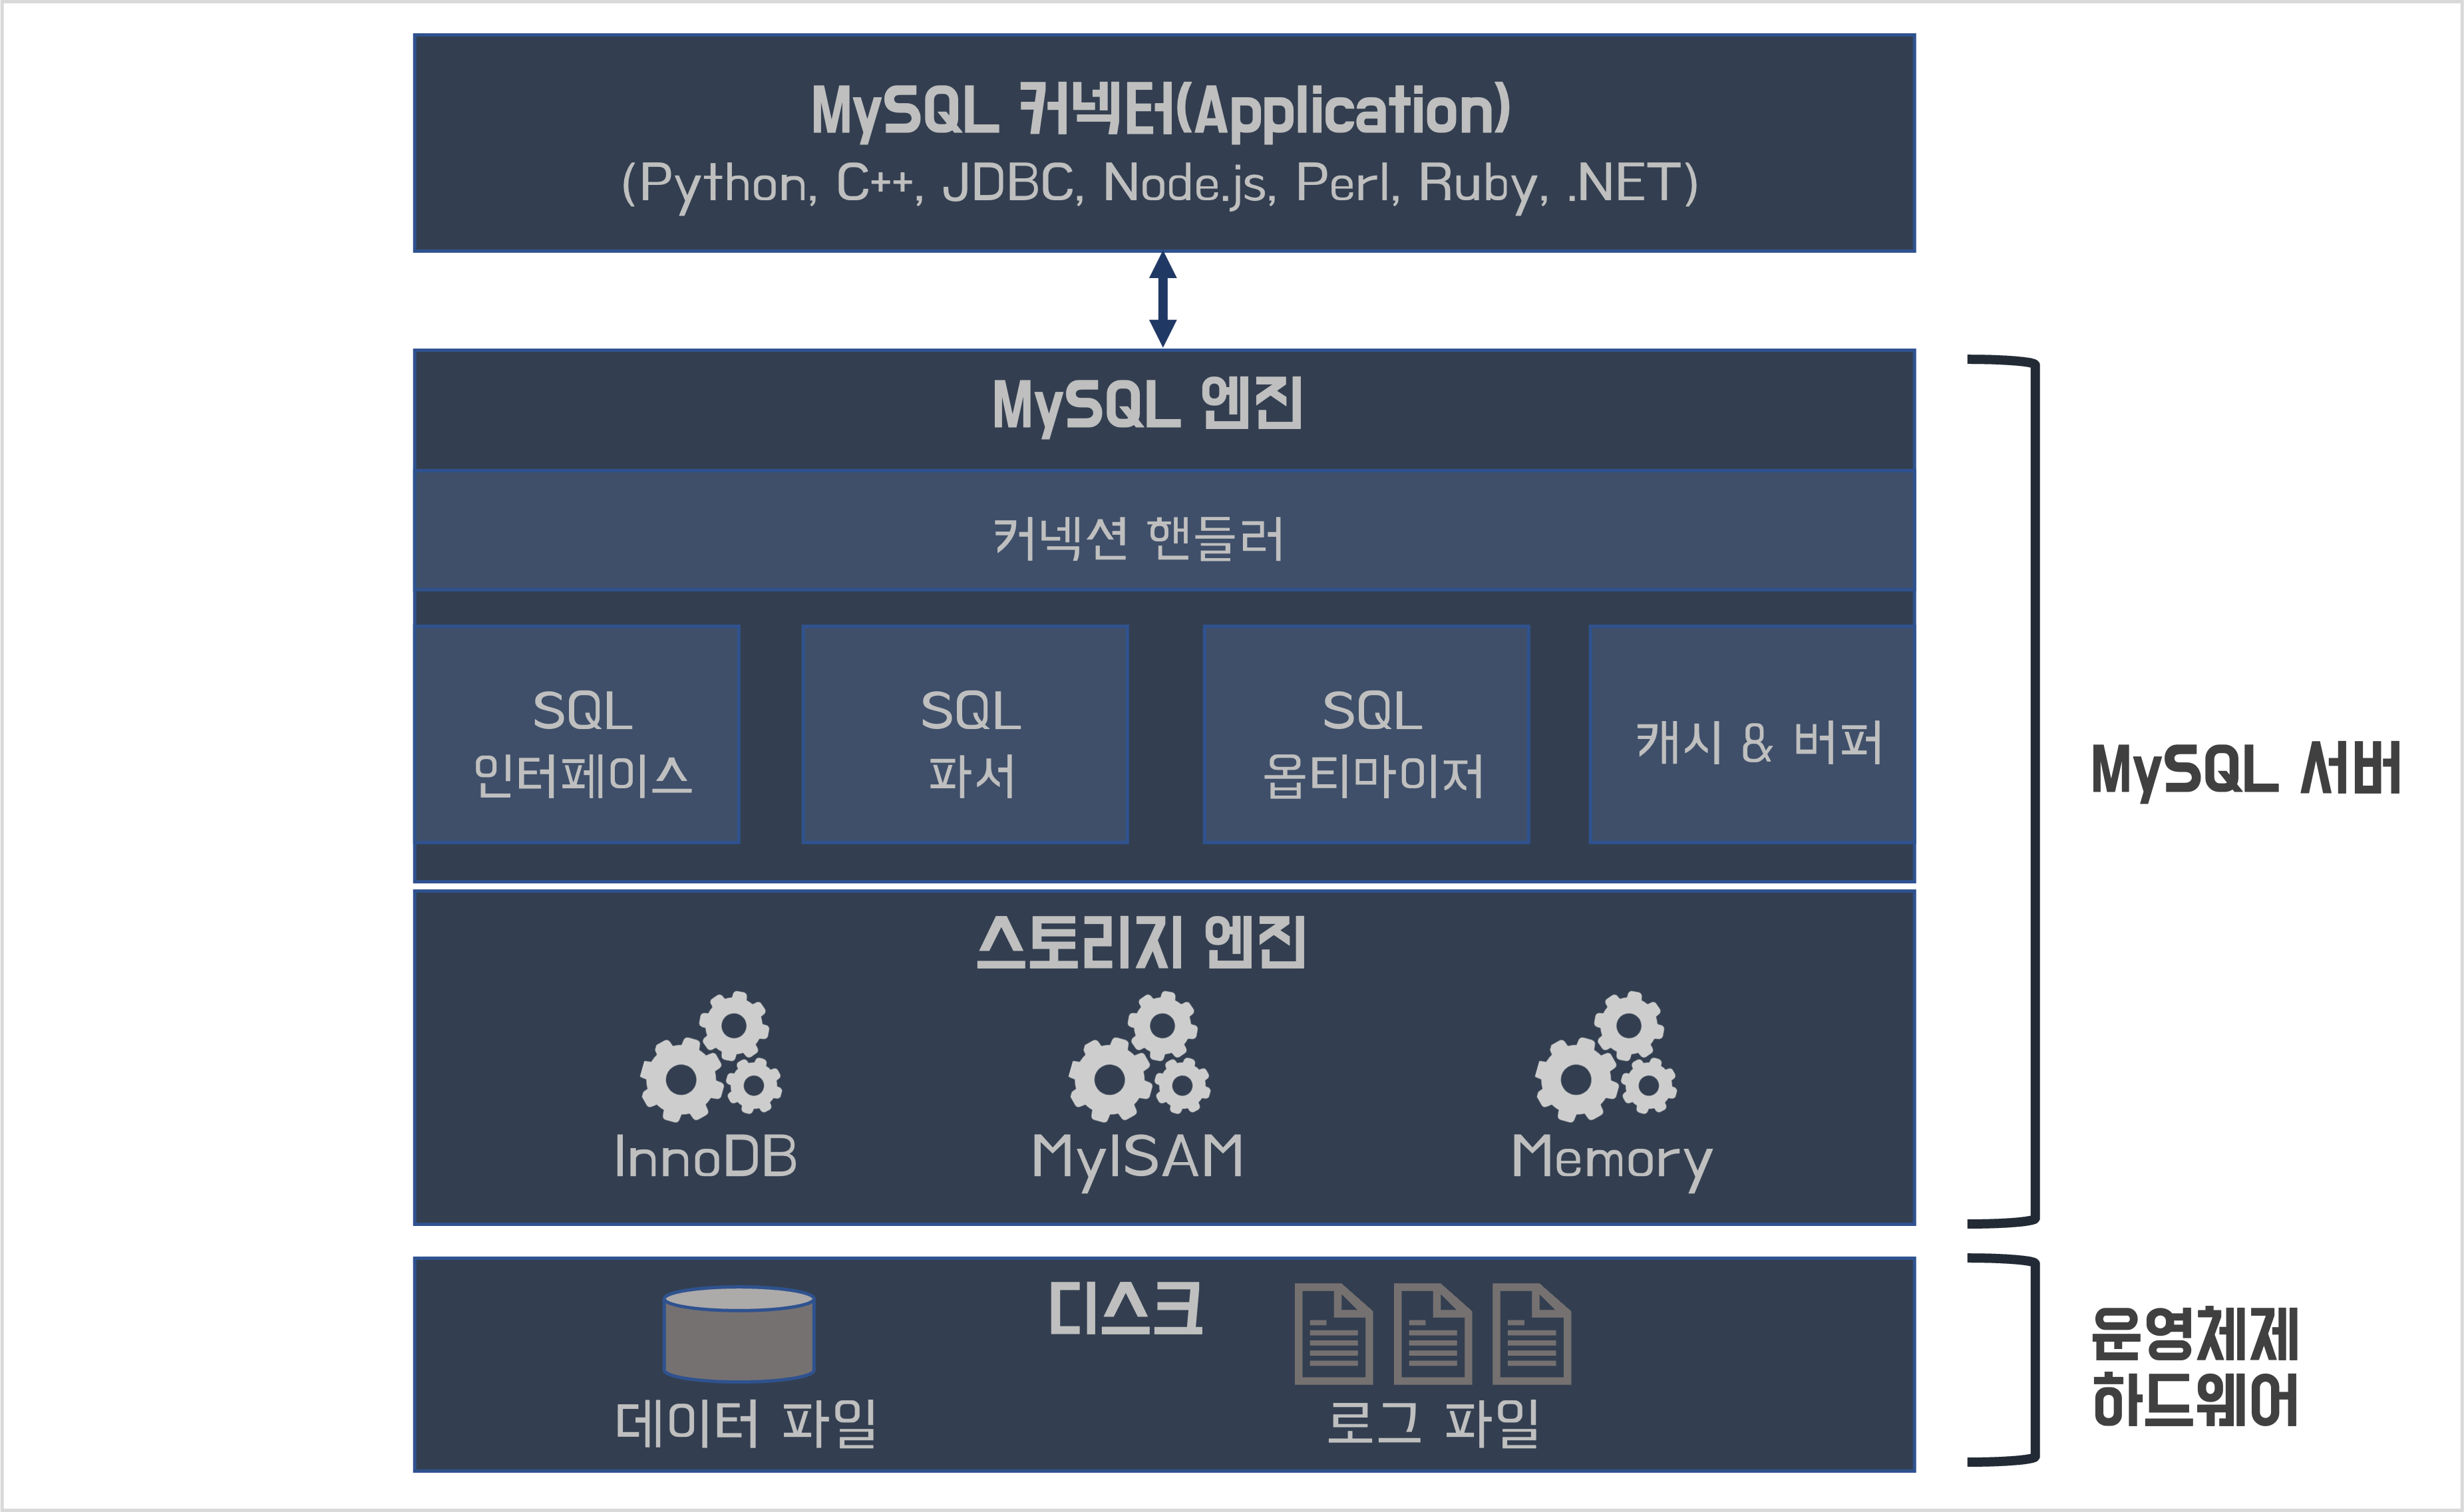 MySQL 커넥터(Application)
(Python, C++, JDBC, Node.js, Perl, Ruby, .NET)
MySQL 엔진
커넥션 핸들러
SQL
인터페이스
SQL
파서
SQL
옵티마이저
캐시 & 버퍼
스토리지 엔진
InnoDB
MyISAM
Memory
MySQL 서버
디스크
데이터 파일
로그 파일
운영체제
하드웨어